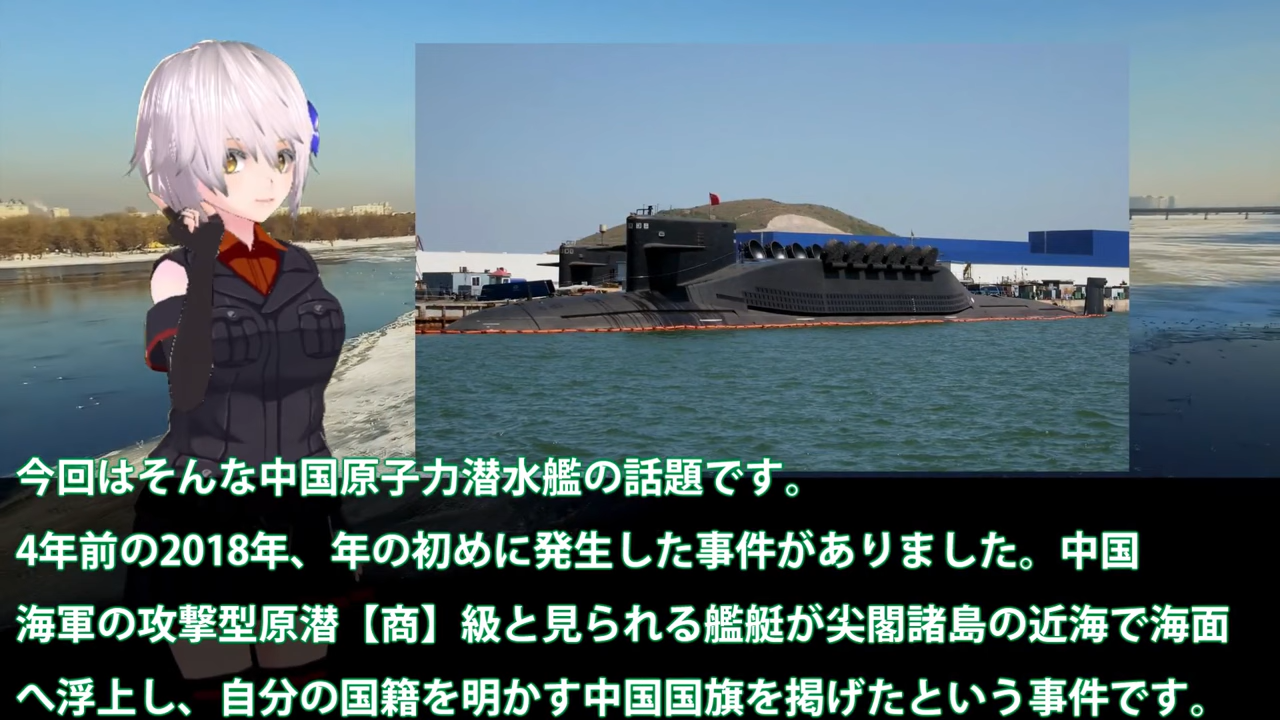 今回はそんな中国原子力潜水艦の話題です。
4年前の2018年、年の初めに発生した事件がありました。中国
海軍の攻撃型原潜【商】級と見られる艦艇が尖閣諸島の近海で海面
へ浮上し、自分の国籍を明かす中国国旗を掲げたという事件です。